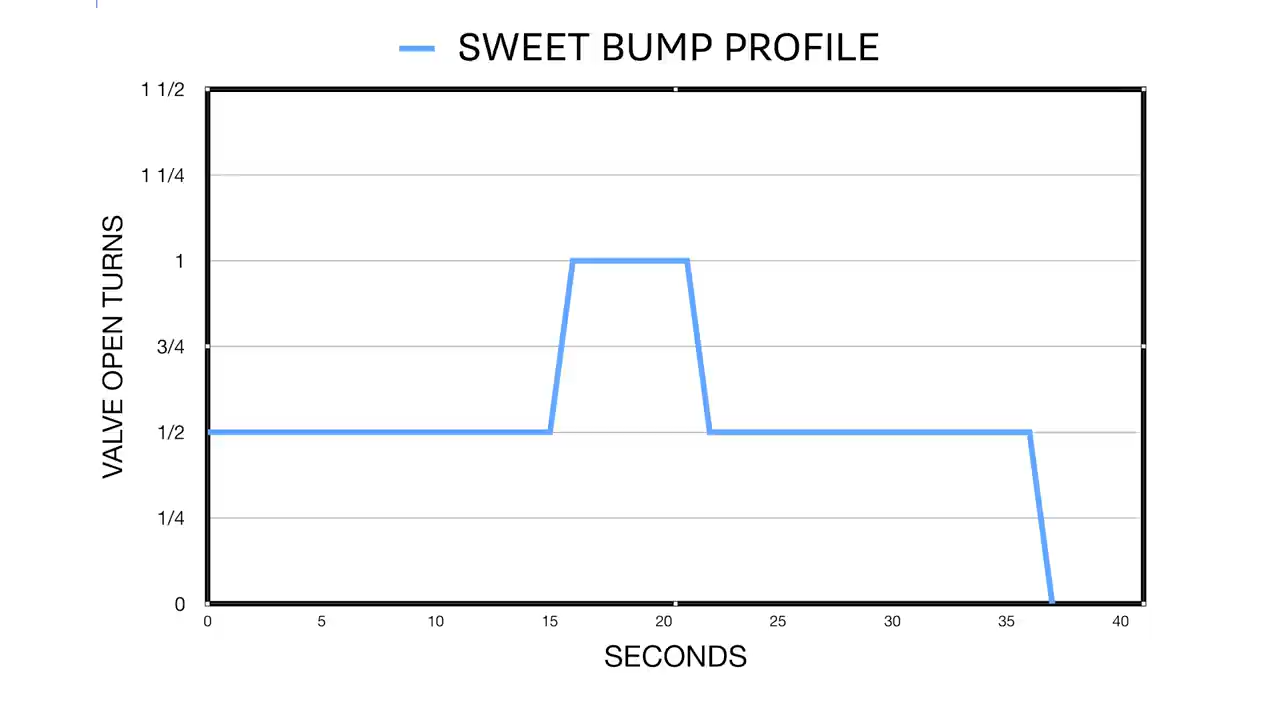 SWEET BUMP PROFILE
1 1/2
1 1/4
1
3/4
1/2
1/4
0
VALVE OPEN TURNS
0 5 10 15 20 25 30 35 40
SECONDS